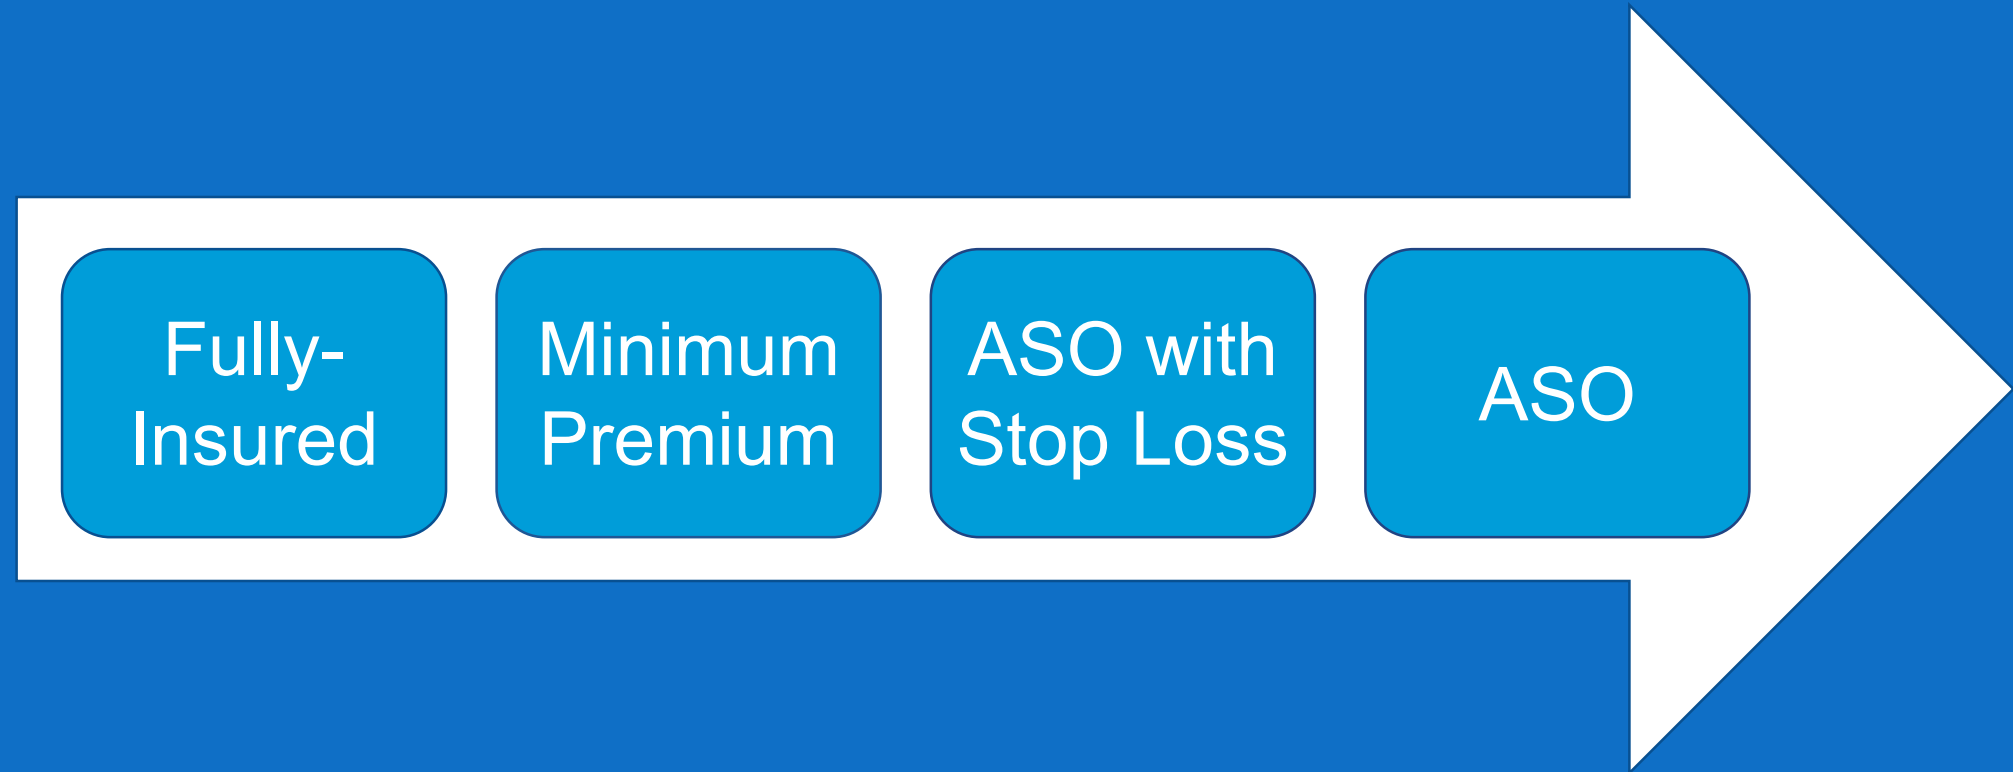 Fully-
Insured
Minimum
Premium
ASO with
Stop Loss
ASO